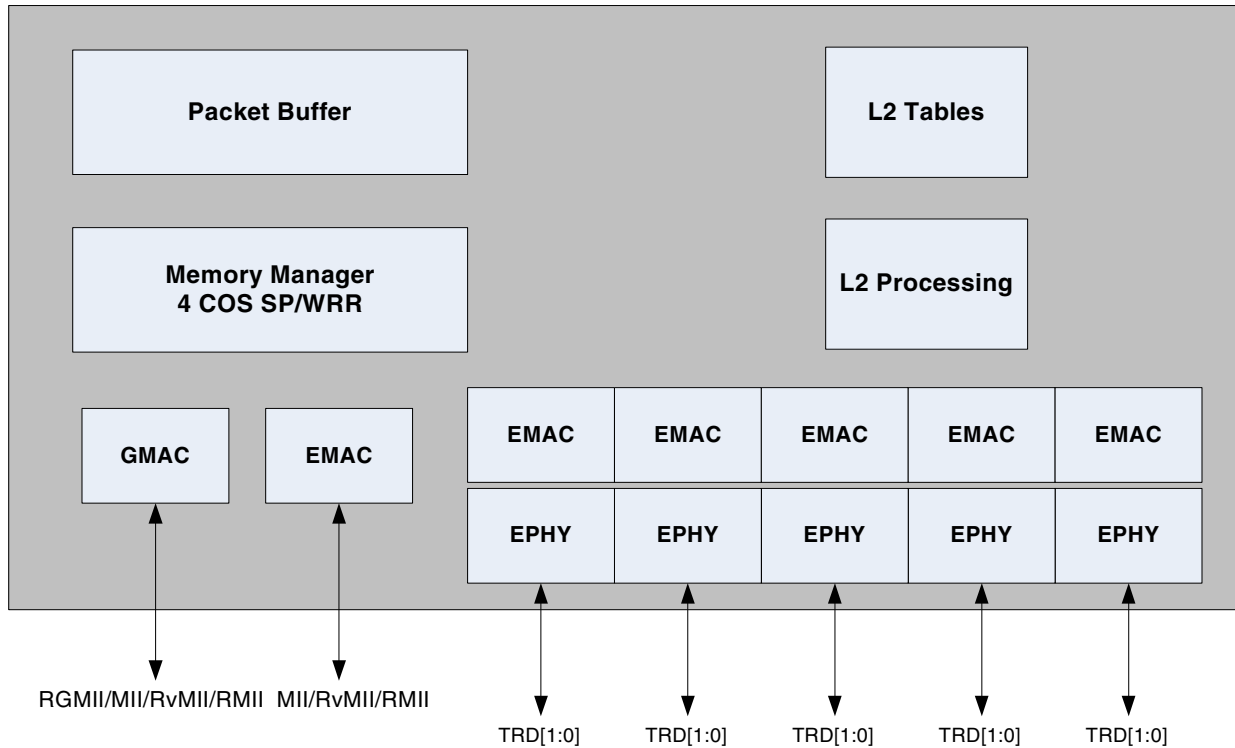 Packet Buffer
L2 Tables
Memory Manager
4 COS SP/WRR
L2 Processing
GMAC
EMAC
EMAC
EMAC
EMAC
EMAC
EMAC
EPHY
EPHY
EPHY
EPHY
EPHY
RGMII/MII/RvMII/RMII
MII/RvMII/RMII
TRD[1:0]
TRD[1:0]
TRD[1:0]
TRD[1:0]
TRD[1:0]